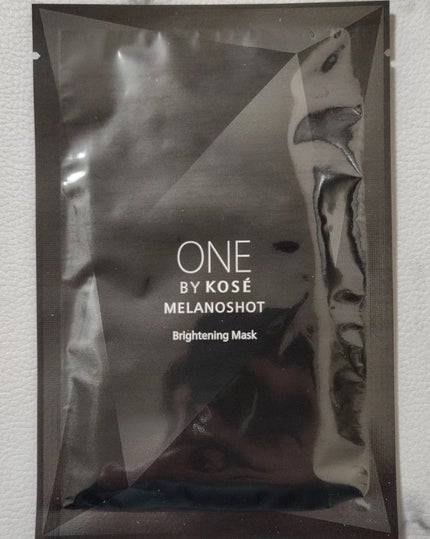 ONE
BY KOSÉ
MELANOSHOT
Brightening Mask